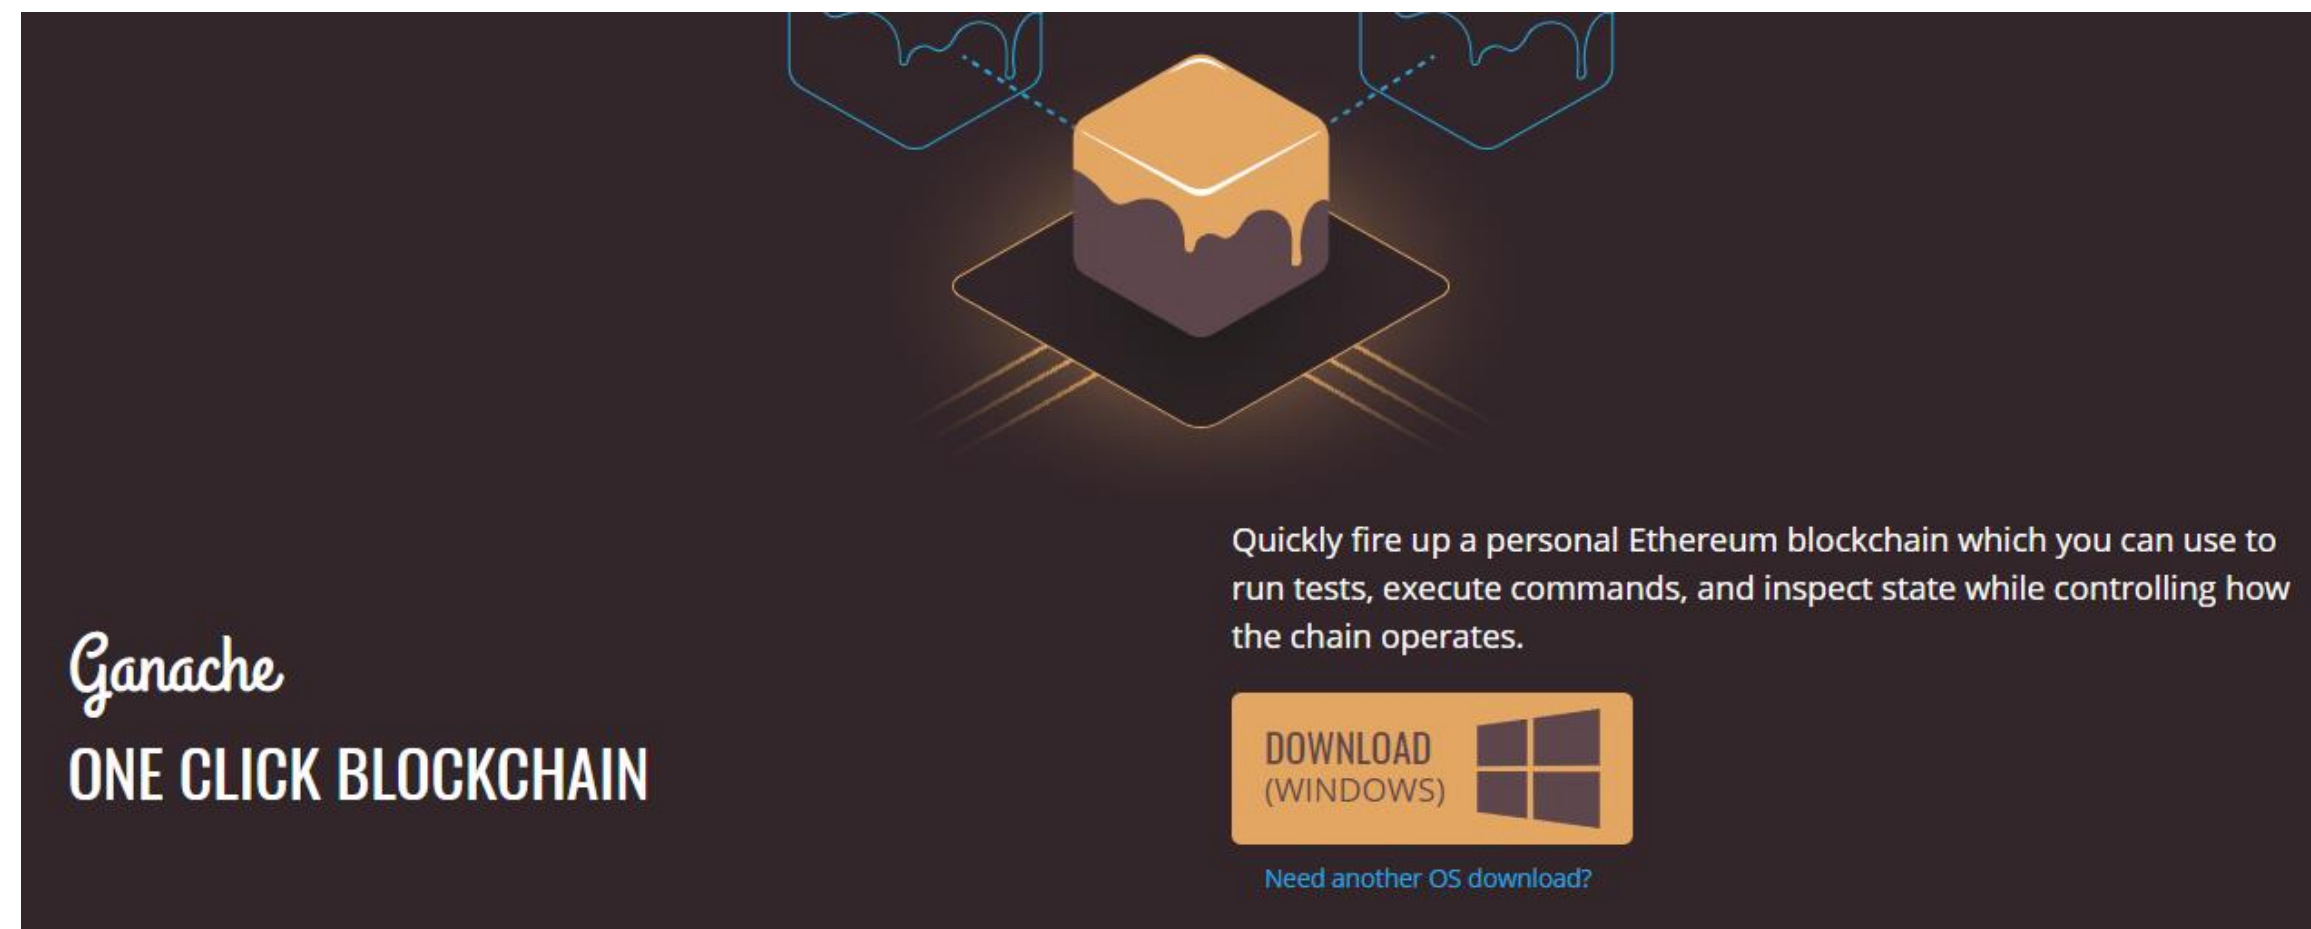 Ganache
ONE CLICK BLOCKCHAIN
Quickly fire up a personal Ethereum blockchain which you can use to
run tests, execute commands, and inspect state while controlling how
the chain operates.
DOWNLOAD
(WINDOWS)
Need another OS download?